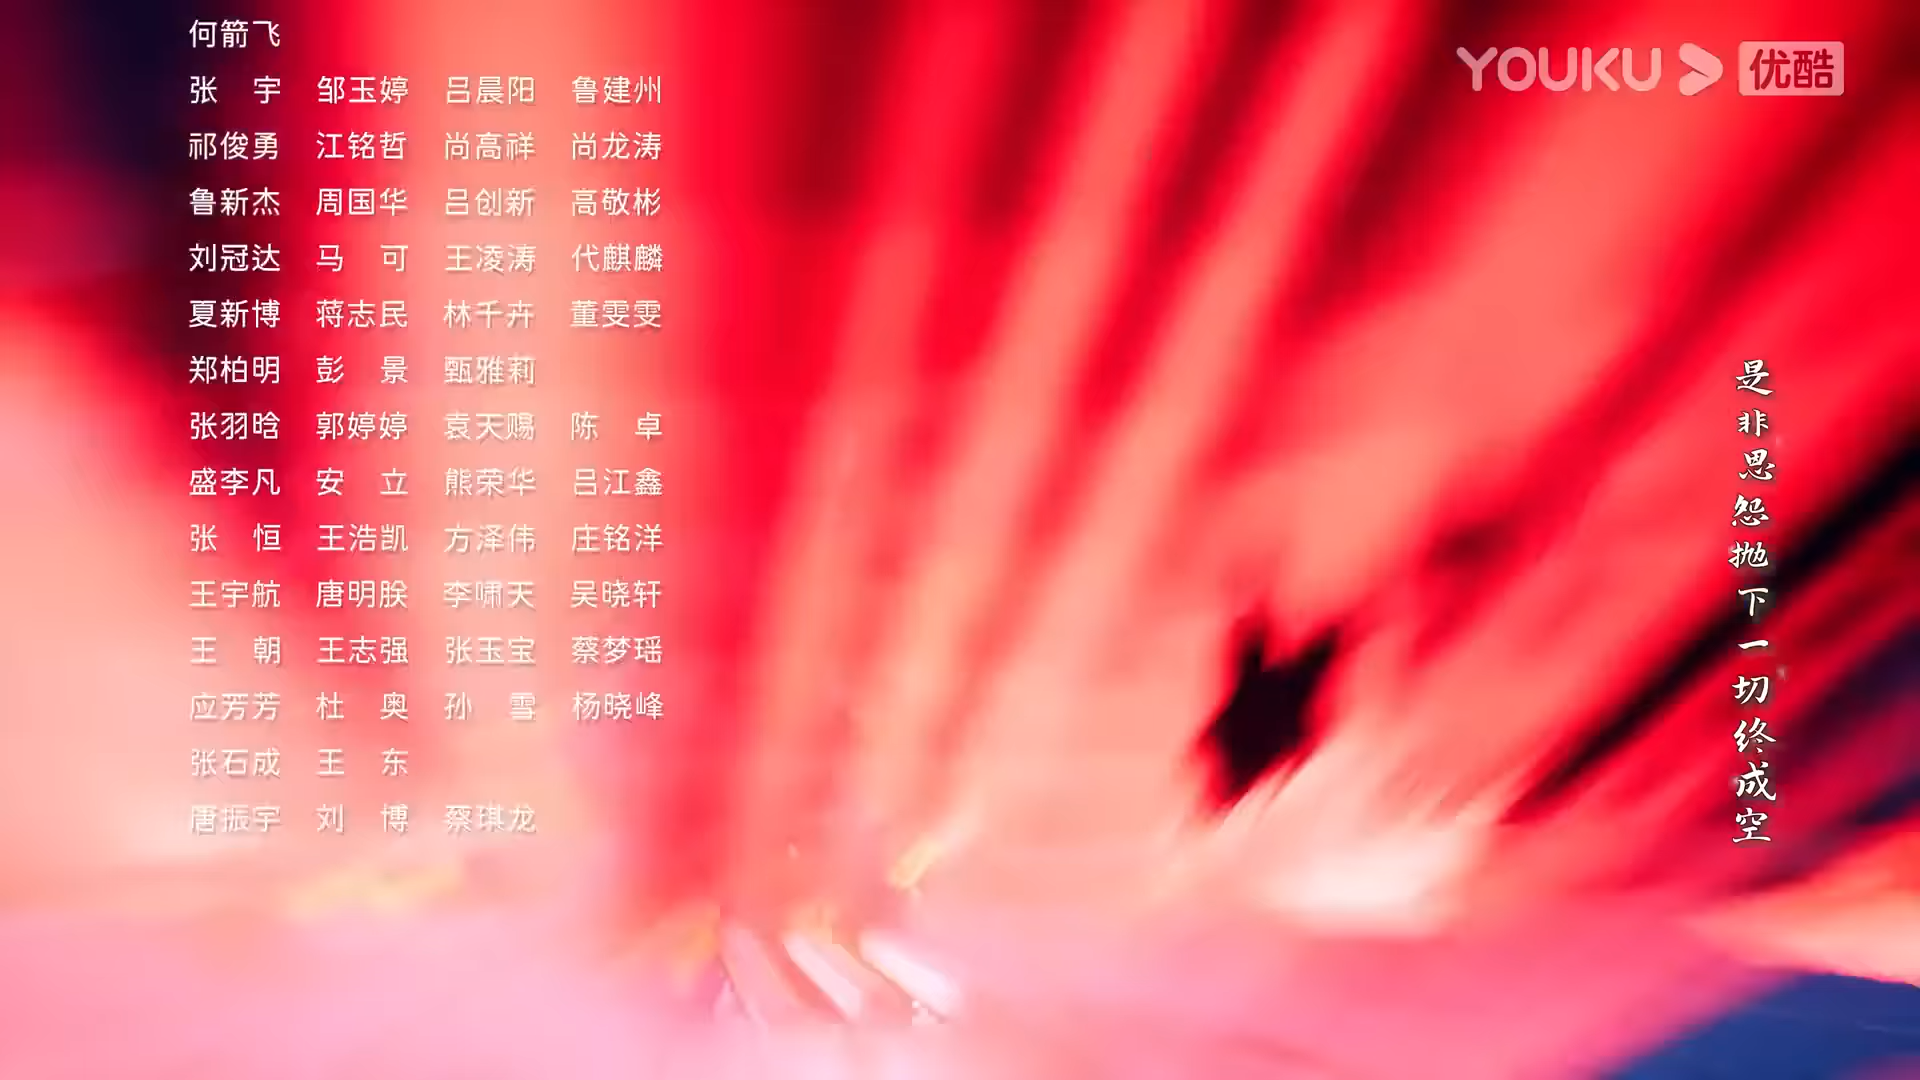 何箭飞
张　宇　邹玉婷　吕晨阳　鲁建州
祁俊勇　江铭哲　尚高祥　尚龙涛
鲁新杰　周国华　吕创新　高敬彬
刘冠达　马　可　王凌涛　代麒麟
夏新博　蒋志民　林千卉　董雯雯
郑柏明　彭　景　甄雅莉
张羽晗　郭婷婷　袁天赐　陈　卓
盛李凡　安　立　熊荣华　吕江鑫
张　恒　王浩凯　方泽伟　庄铭洋
王宇航　唐明朘　李啸天　吴晓轩
王　朝　王志强　张玉宝　蔡梦瑶
应芳芳　杜　奥　孙　雪　杨晓峰
张石成　王　东
唐振宇　刘　博　蔡琪龙
YOUKU 优酷
是非恩怨抛下一切终成空